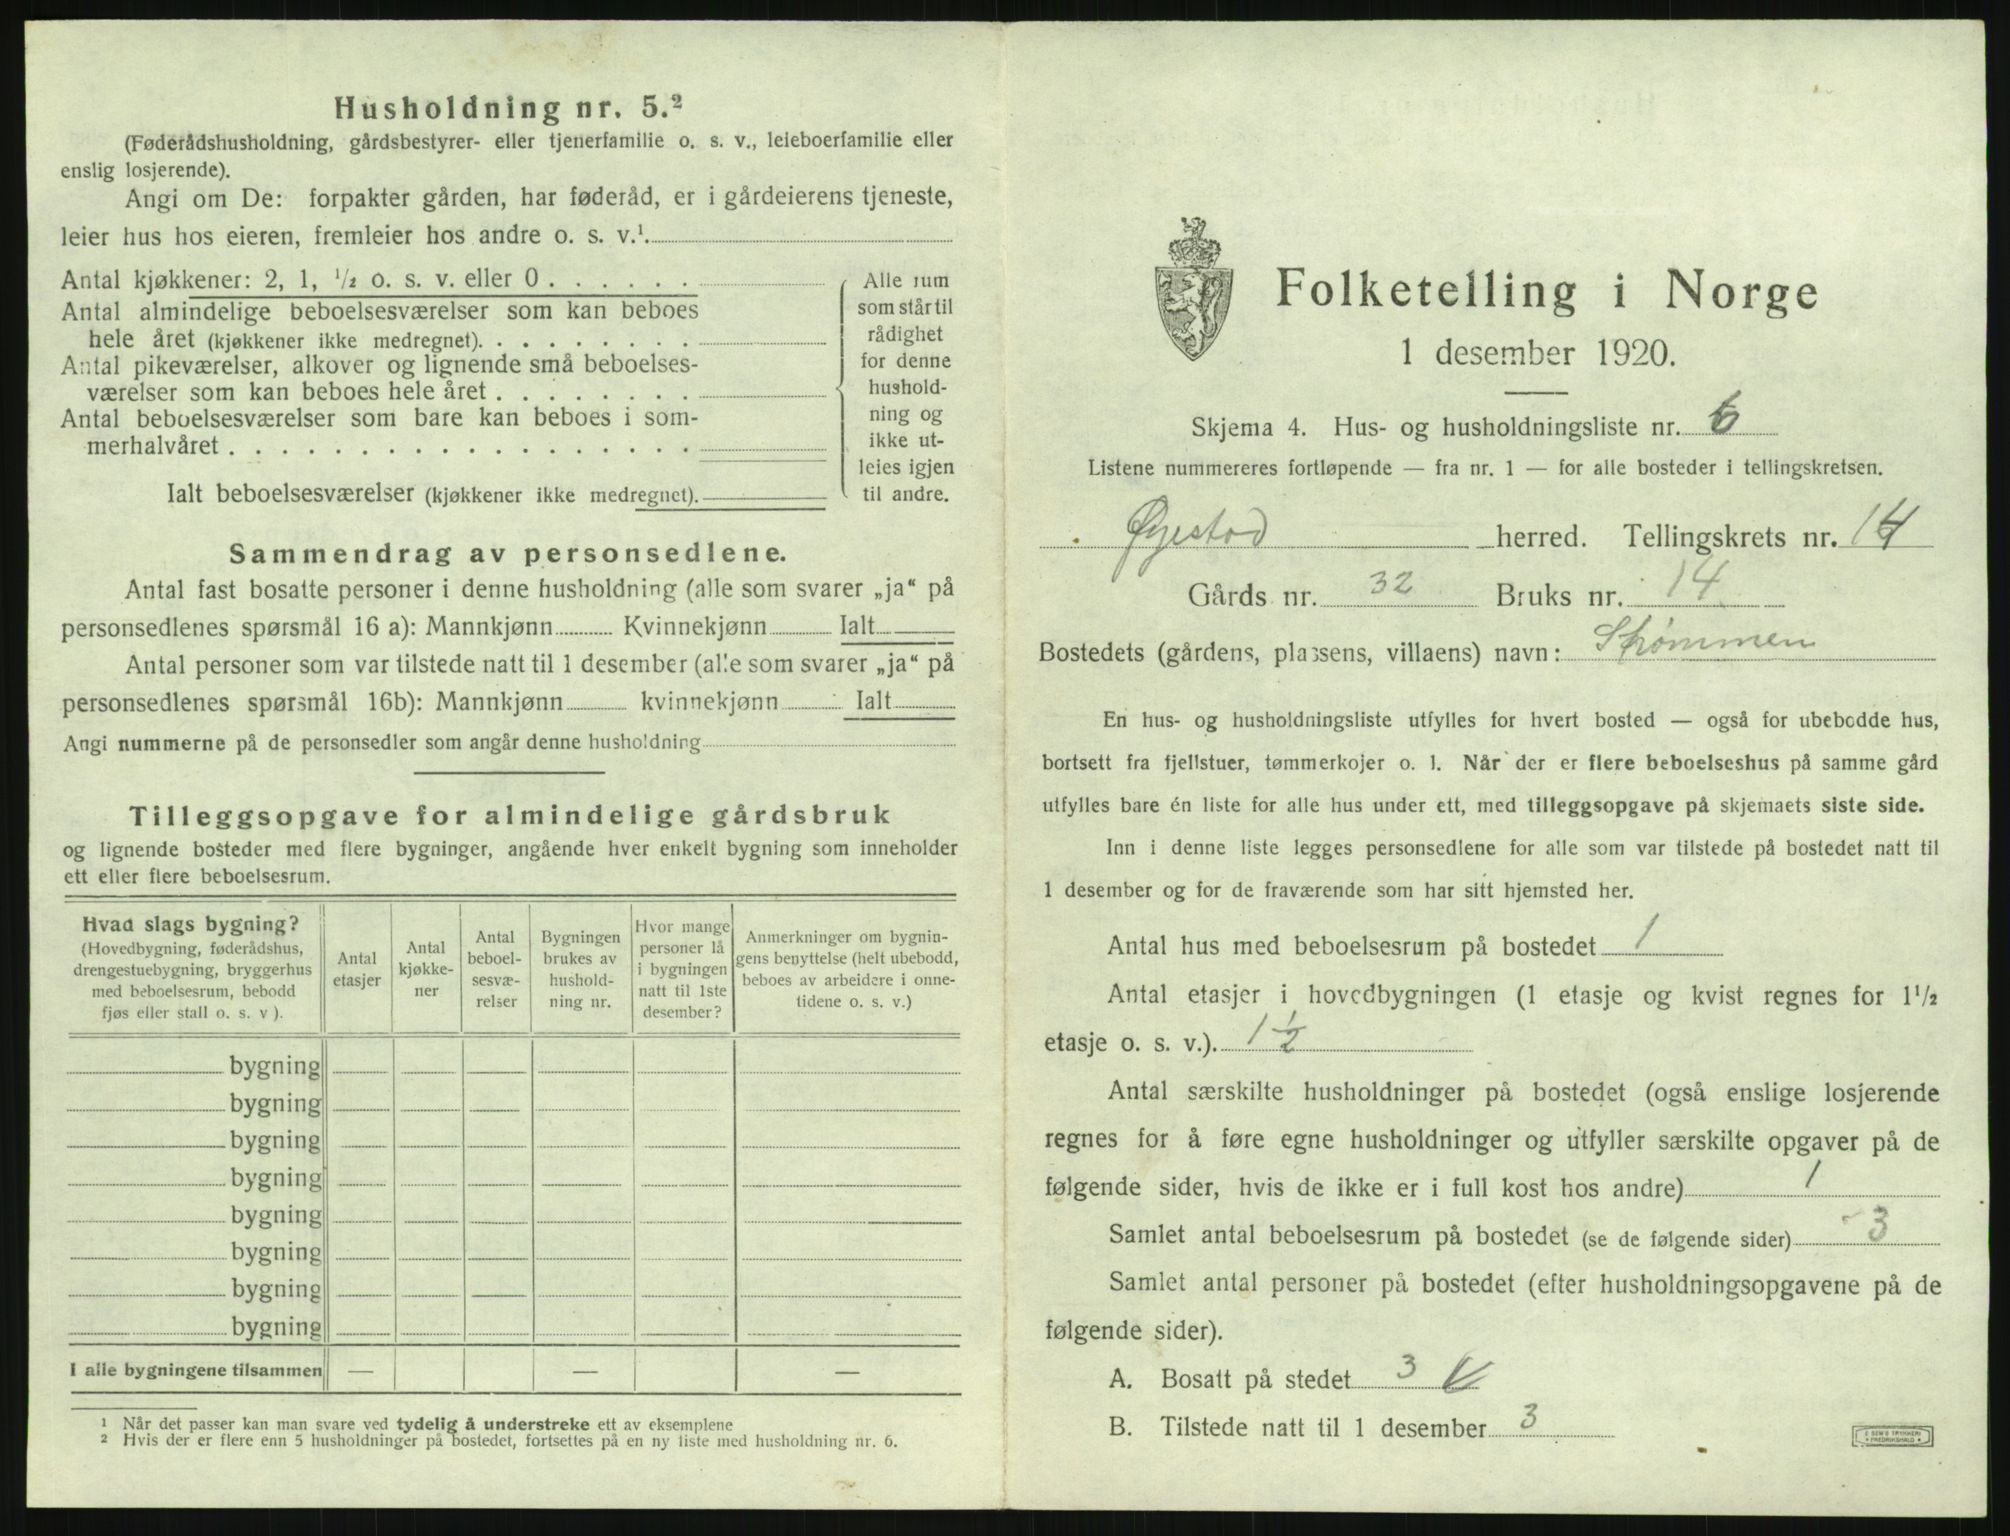 Husholdning nr. 5.²
(Føderådshusholdning, gårdsbestyrer- eller tjenerfamilie o. s. v., leieboerfamilie eller
enslig losjerende).
Angi om De: forpakter gården, har føderåd, er i gårdeierens tjeneste,
leier hus hos eieren, fremleier hos andre o. s. v.¹
Antal kjøkkener: 2, 1, ¹/₂ o. s. v. eller 0
Antal almindelige beboelsesværelser som kan beboes
hele året (kjøkkener ikke medregnet).
Antal pikeværelser, alkover og lignende små beboelses-
værelser som kan beboes hele året
Antal beboelsesværelser som bare kan beboes i som-
merhalvåret
Ialt beboelsesværelser (kjøkkener ikke medregnet).
Alle rum
som står til
rådighet
for denne
hushold-
ning og
ikke ut-
leies igjen
til andre.
Sammendrag av personsedlene.
Antal fast bosatte personer i denne husholdning (alle som svarer „ja“ på
personsedlenes spørsmål 16 a): Mannkjønn Kvinnekjønn Ialt
Antal personer som var tilstede natt til 1 desember (alle som svarer „ja“ på
personsedlenes spørsmål 16b): Mannkjønn kvinnekjønn Ialt
Angi nummerne på de personsedler som angår denne husholdning
Tilleggsopgave for almindelige gårdsbruk
og lignende bosteder med flere bygninger, angående hver enkelt bygning som inneholder
ett eller flere beboelsesrum.
Hvad slags bygning?
(Hovedbygning, føderådshus,
drengestuebygning, bryggerhus
med beboelsesrum, bebodd
fjøs eller stall o. s. v ).
Antal
etasjer
Antal
kjøkke-
ner
Antal
beboel-
sesvæ-
relser
Bygningen
brukes av
hushold-
ning nr.
Hvor mange
personer lå
i bygningen
natt til 1ste
desember?
Anmerkninger om bygnin-
gens benyttelse (helt ubebodd,
beboes av arbeidere i onne-
tidene o. s. v.)
bygning
bygning
bygning
bygning
bygning
bygning
bygning
bygning
I alle bygningene tilsammen — — —
¹ Når det passer kan man svare ved tydelig å understreke ett av eksemplene
² Hvis der er flere enn 5 husholdninger på bostedet, fortsettes på en ny liste med husholdning nr. 6.
Folketelling i Norge
1 desember 1920.
Skjema 4. Hus- og husholdningsliste nr. 6
Listene nummereres fortløpende — fra nr. 1 — for alle bosteder i tellingskretsen.
Øyestad herred. Tellingskrets nr. 14
Gårds nr. 32 Bruks nr. 14
Bostedets (gårdens, plassens, villaens) navn: Strømmen
En hus- og husholdningsliste utfylles for hvert bosted — også for ubebodde hus,
bortsett fra fjellstuer, tømmerkojer o. l. Når der er flere beboelseshus på samme gård
utfylles bare én liste for alle hus under ett, med tilleggsopgave på skjemaets siste side.
Inn i denne liste legges personsedlene for alle som var tilstede på bostedet natt til
1 desember og for de fraværende som har sitt hjemsted her.
Antal hus med beboelsesrum på bostedet 1
Antal etasjer i hovedbygningen (1 etasje og kvist regnes for 1¹/₂
etasje o. s. v.). 1 ½
Antal særskilte husholdninger på bostedet (også enslige losjerende
regnes for å føre egne husholdninger og utfyller særskilte opgaver på de
følgende sider, hvis de ikke er i full kost hos andre) 1
Samlet antal beboelsesrum på bostedet (se de følgende sider) 3
Samlet antal personer på bostedet (efter husholdningsopgavene på de
følgende sider).
A. Bosatt på stedet 3
B. Tilstede natt til 1 desember 3
E SEM'S TRYKKERI
• FREDRIKSHALD •